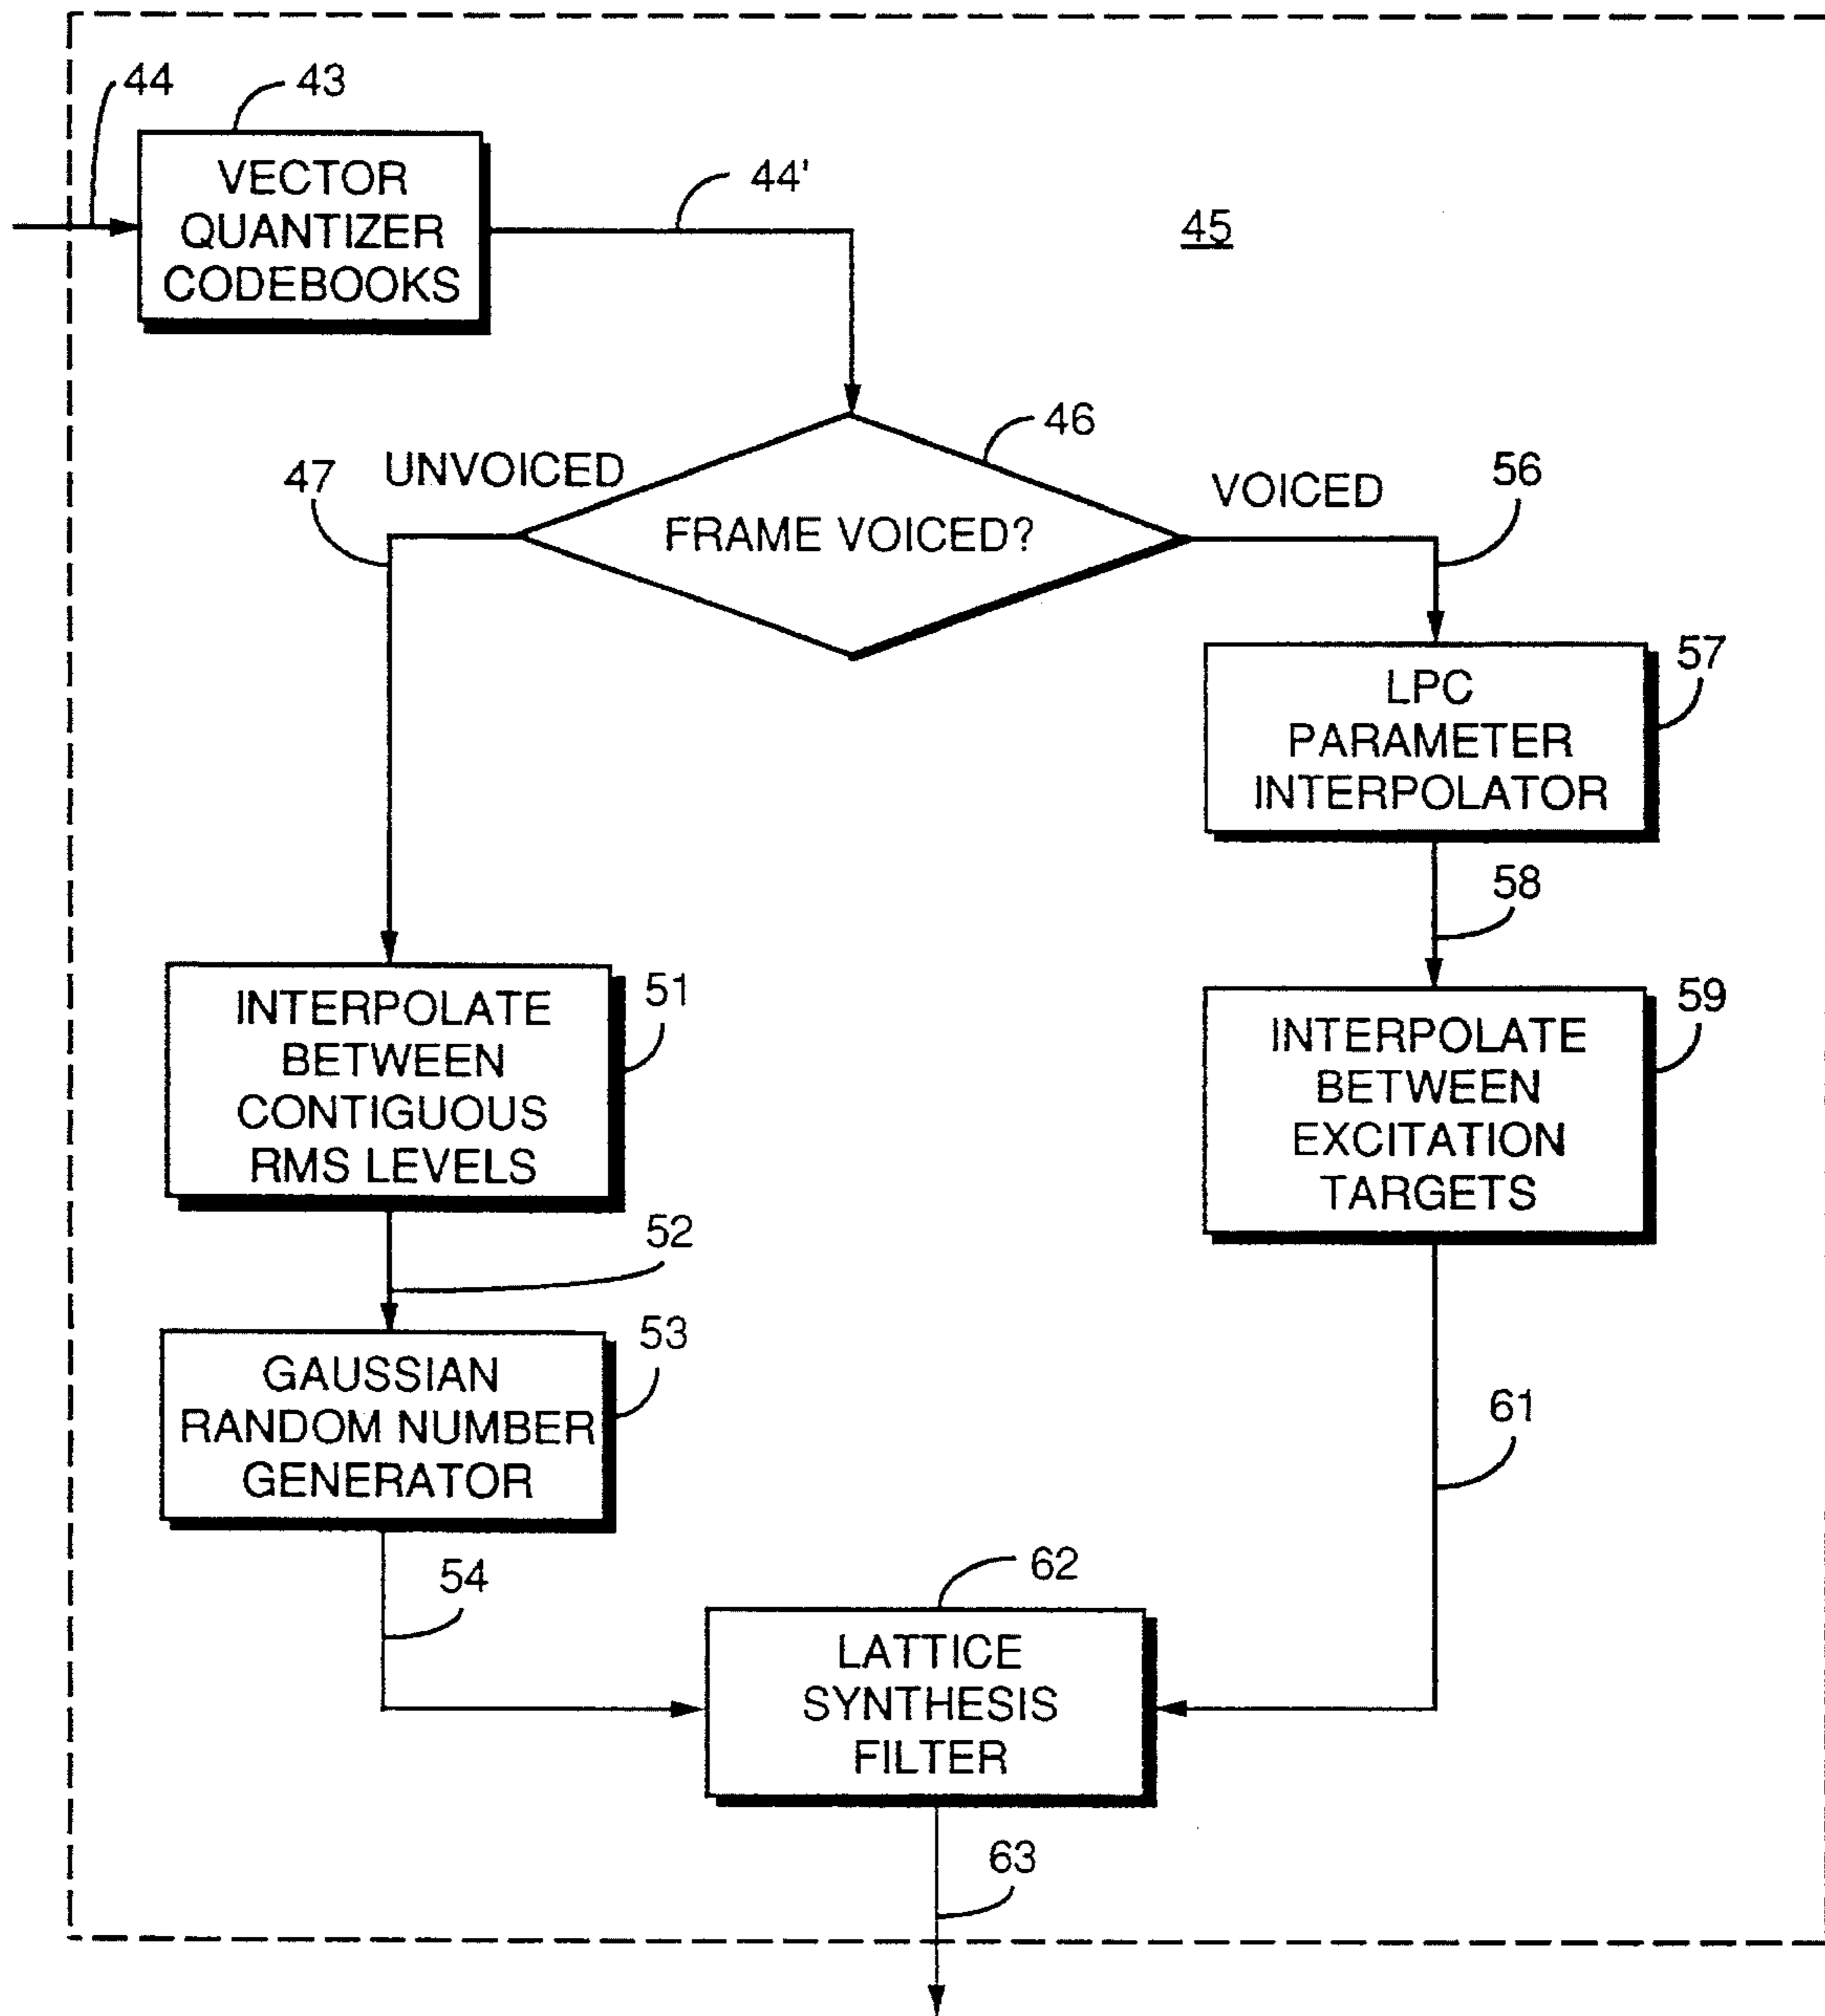 44
43
VECTOR
QUANTIZER
CODEBOOKS
44'
45
46
UNVOICED
47
FRAME VOICED?
VOICED
56
LPC
PARAMETER
INTERPOLATOR
57
58
INTERPOLATE
BETWEEN
CONTIGUOUS
RMS LEVELS
51
INTERPOLATE
BETWEEN
EXCITATION
TARGETS
59
52
GAUSSIAN
RANDOM NUMBER
GENERATOR
53
61
54
62
LATTICE
SYNTHESIS
FILTER
63